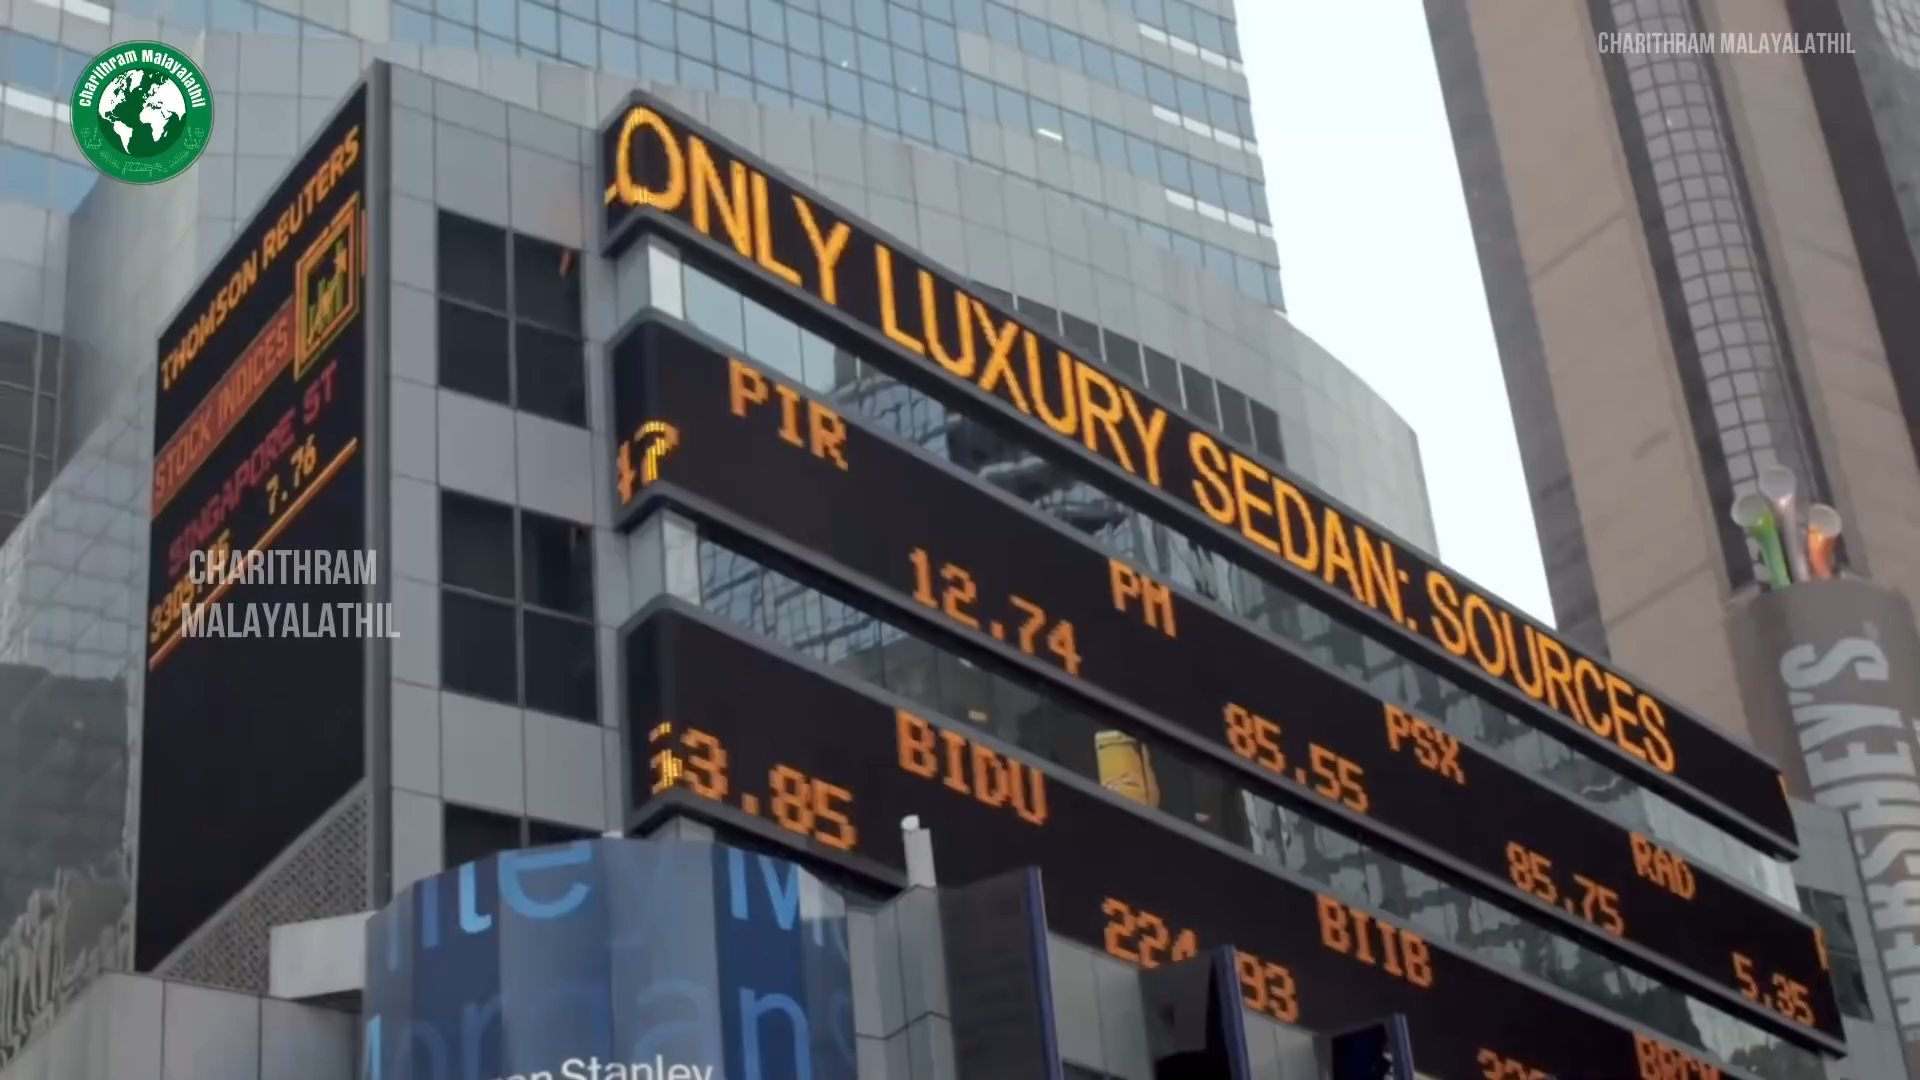 Charithram Malayalathil
CHARITHRAM MALAYALATHIL
THOMSON REUTERS
STOCK INDICES
SINGAPORE ST
7.76
CHARITHRAM
MALAYALATHIL
ONLY LUXURY SEDAN: SOURCES
PIR
12.74
PM
85.55
PSX
85.75
RAD
5.35
3.85
BIDU
BIIB
Stanley
HERSHEY'S